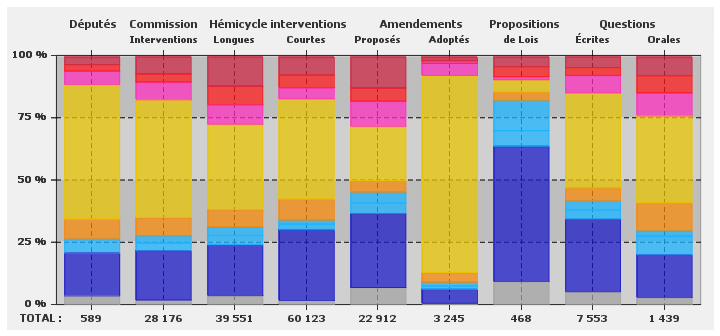 Députés Commission Hémicycle interventions Amendements Propositions Questions
Interventions Longues Courtes Proposés Adoptés de Lois Écrites Orales
100 %
75 %
50 %
25 %
0 %
TOTAL : 589 28 176 39 551 60 123 22 912 3 245 468 7 553 1 439